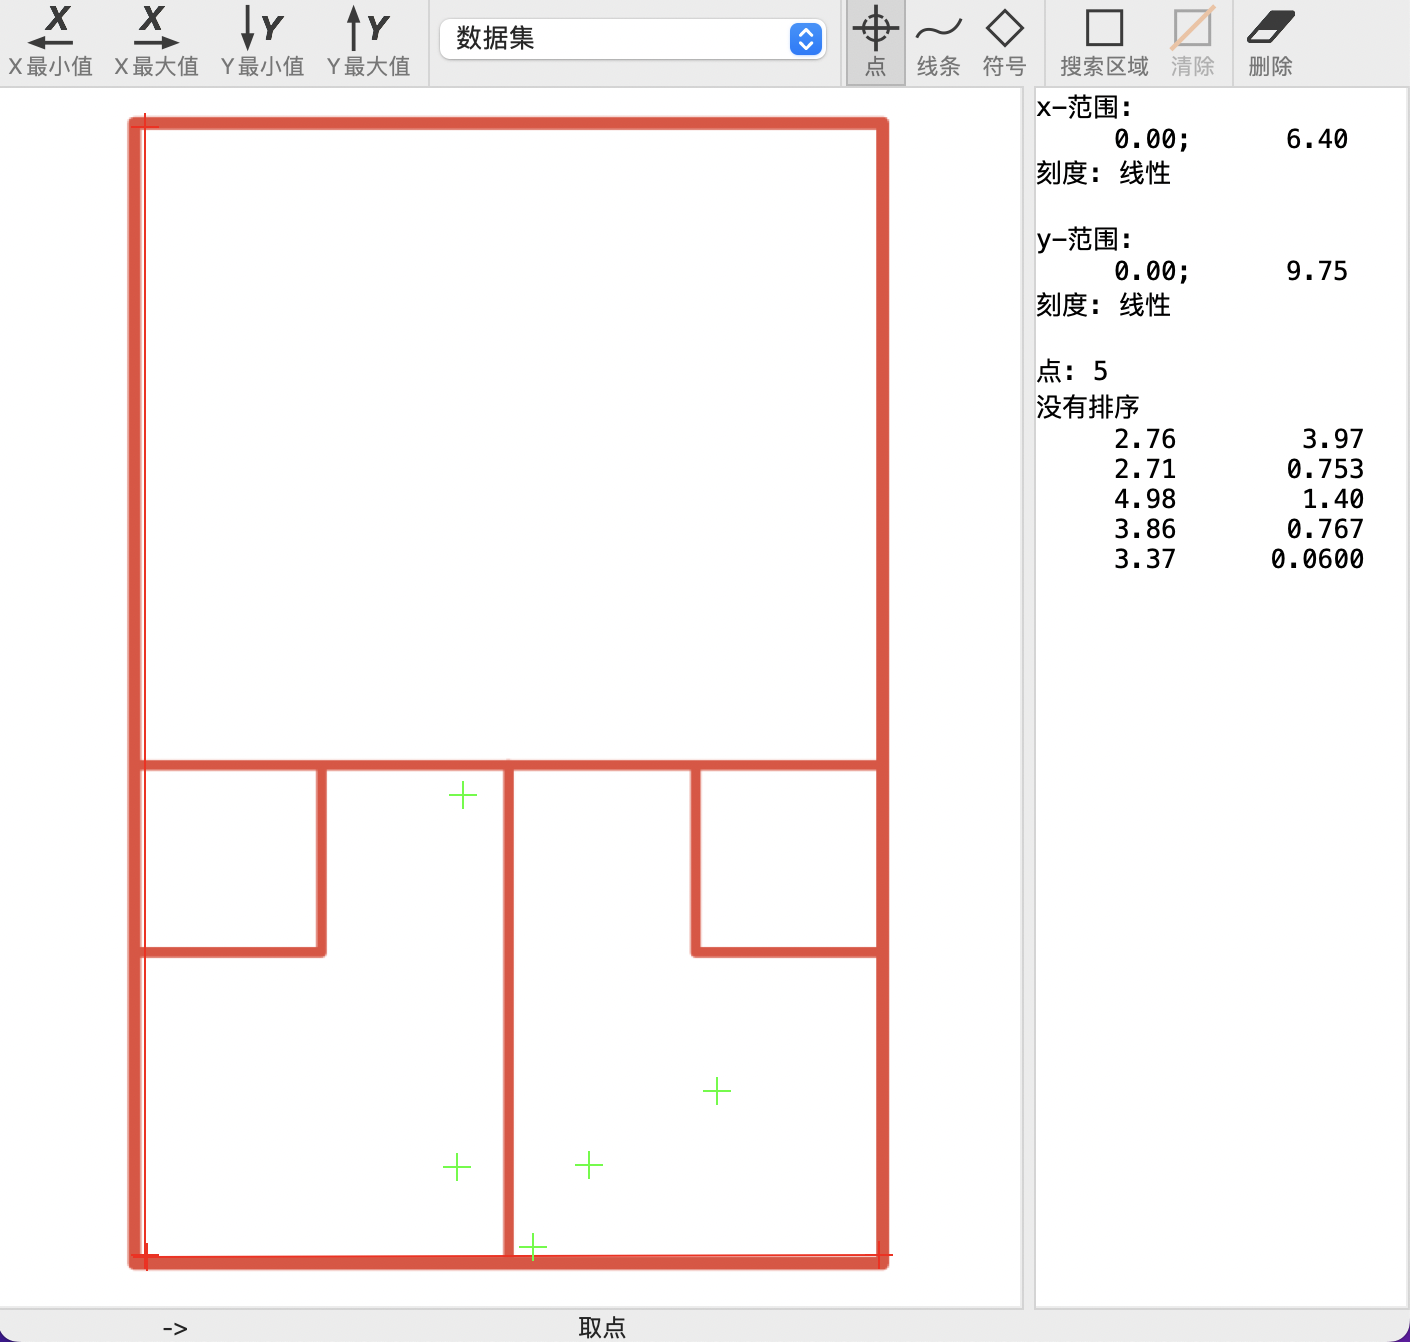 X X Y Y
X最小值 X最大值 Y最小值 Y最大值
数据集
点 线条 符号 搜索区域 清除 删除
x-范围:
0.00; 6.40
刻度: 线性
y-范围:
0.00; 9.75
刻度: 线性
点: 5
没有排序
2.76 3.97
2.71 0.753
4.98 1.40
3.86 0.767
3.37 0.0600
-> 取点